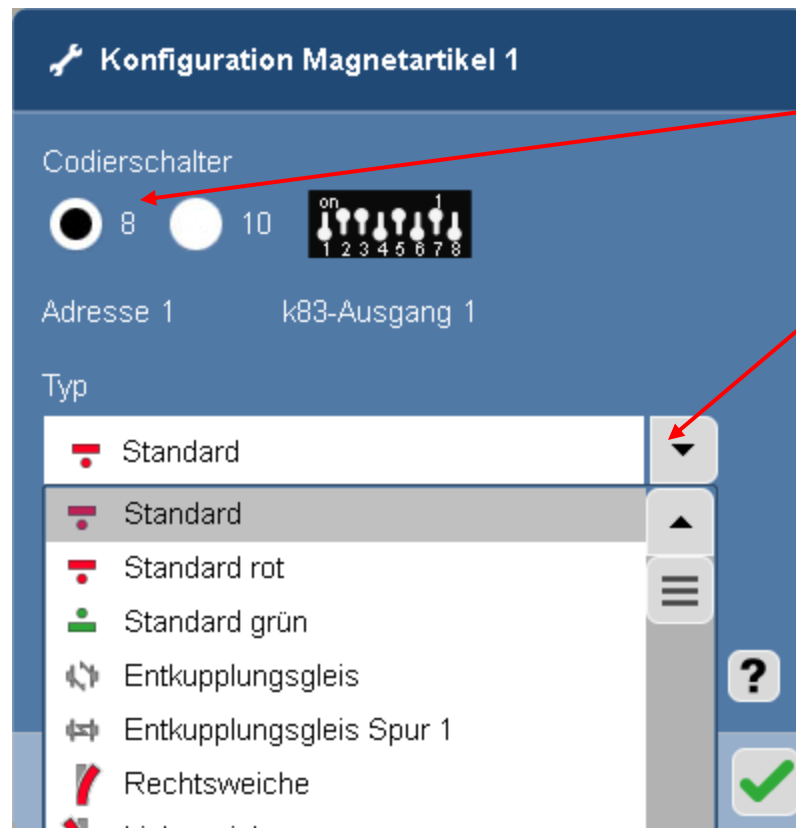 Konfiguration Magnetartikel 1
Codierschalter
8 10 on 1
1 2 3 4 5 6 7 8
Adresse 1 k83-Ausgang 1
Typ
Standard
Standard
Standard rot
Standard grün
Entkupplungsgleis
Entkupplungsgleis Spur 1
Rechtsweiche
?